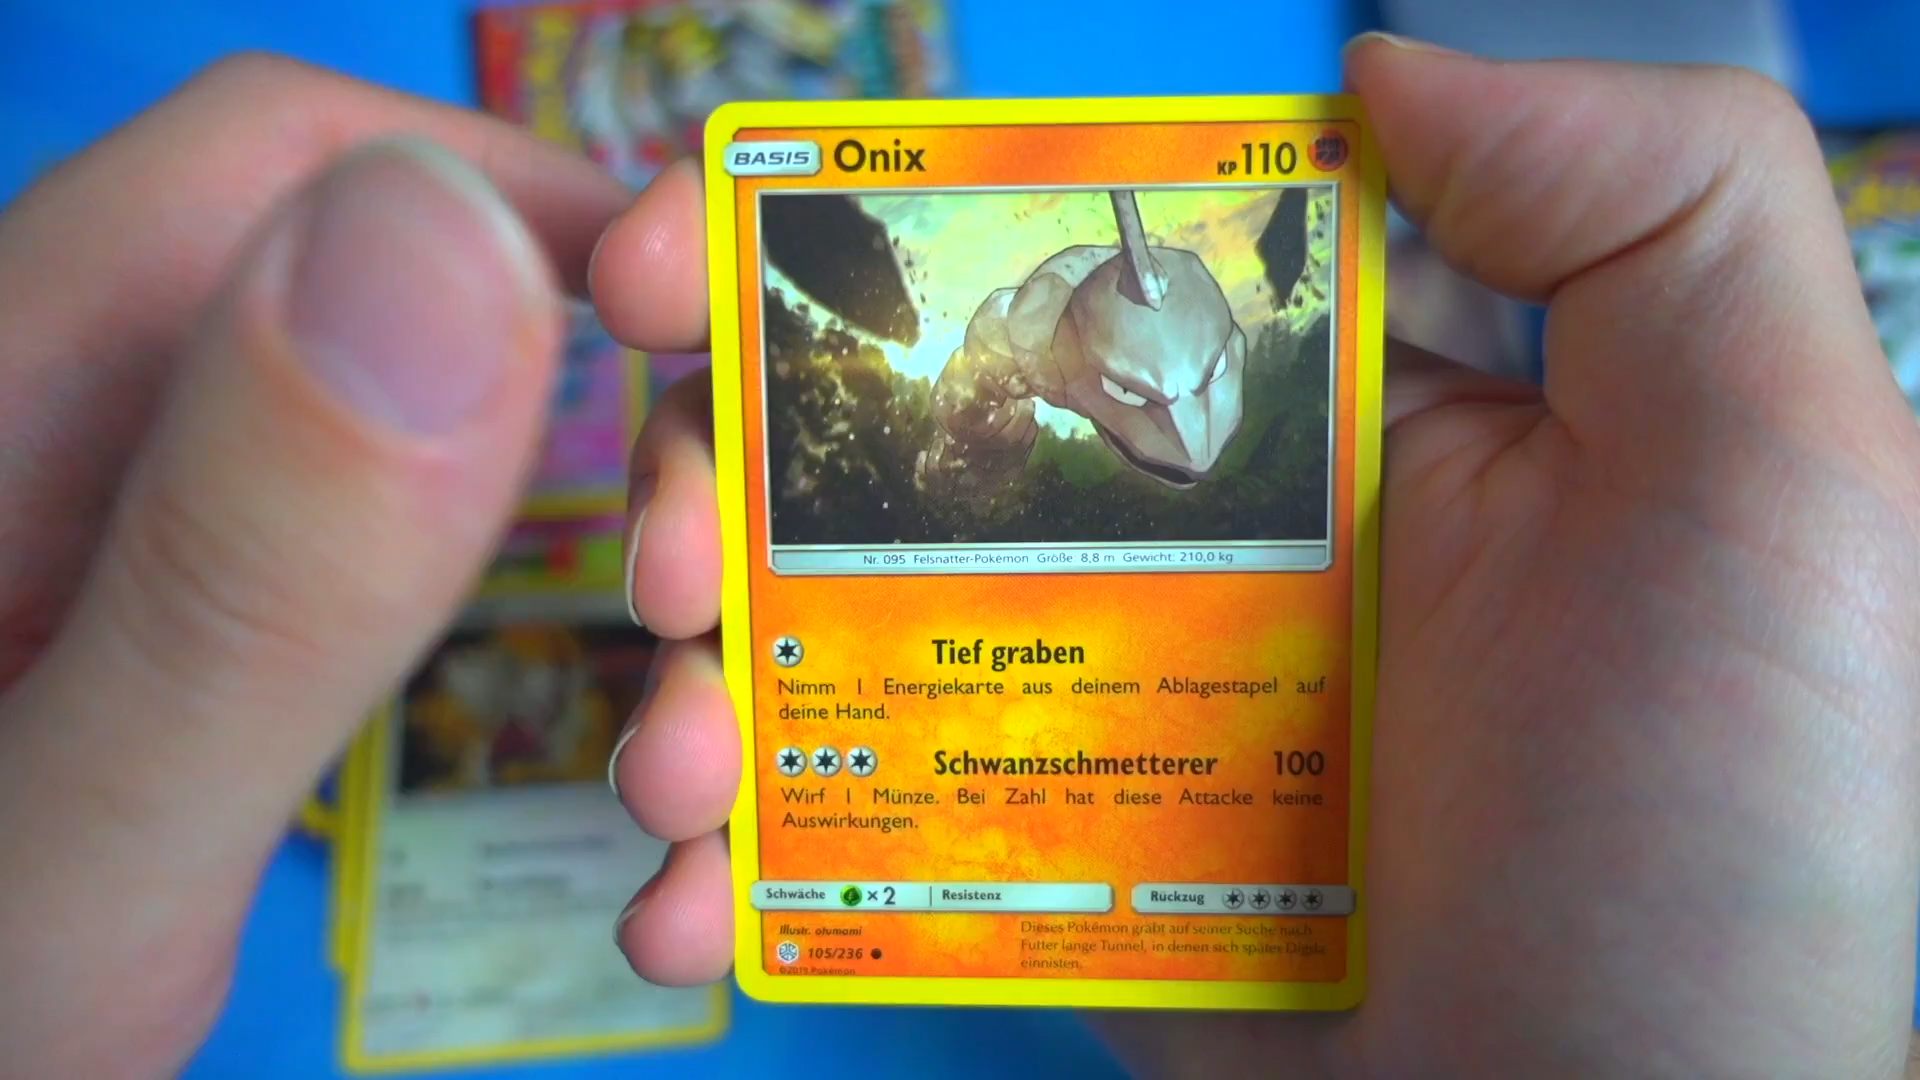 BASIS Onix KP 110
Nr. 095 Felsnatter-Pokémon Größe: 8,8 m Gewicht: 210,0 kg
Tief graben
Nimm 1 Energiekarte aus deinem Ablagestapel auf
deine Hand.
Schwanzschmetterer 100
Wirf 1 Münze. Bei Zahl hat diese Attacke keine
Auswirkungen.
Schwäche × 2 Resistenz Rückzug
Illustr. otumami
105/236
©2019 Pokémon
Dieses Pokémon gräbt auf seiner Suche nach
Futter lange Tunnel, in denen sich später Digda
einnisten.